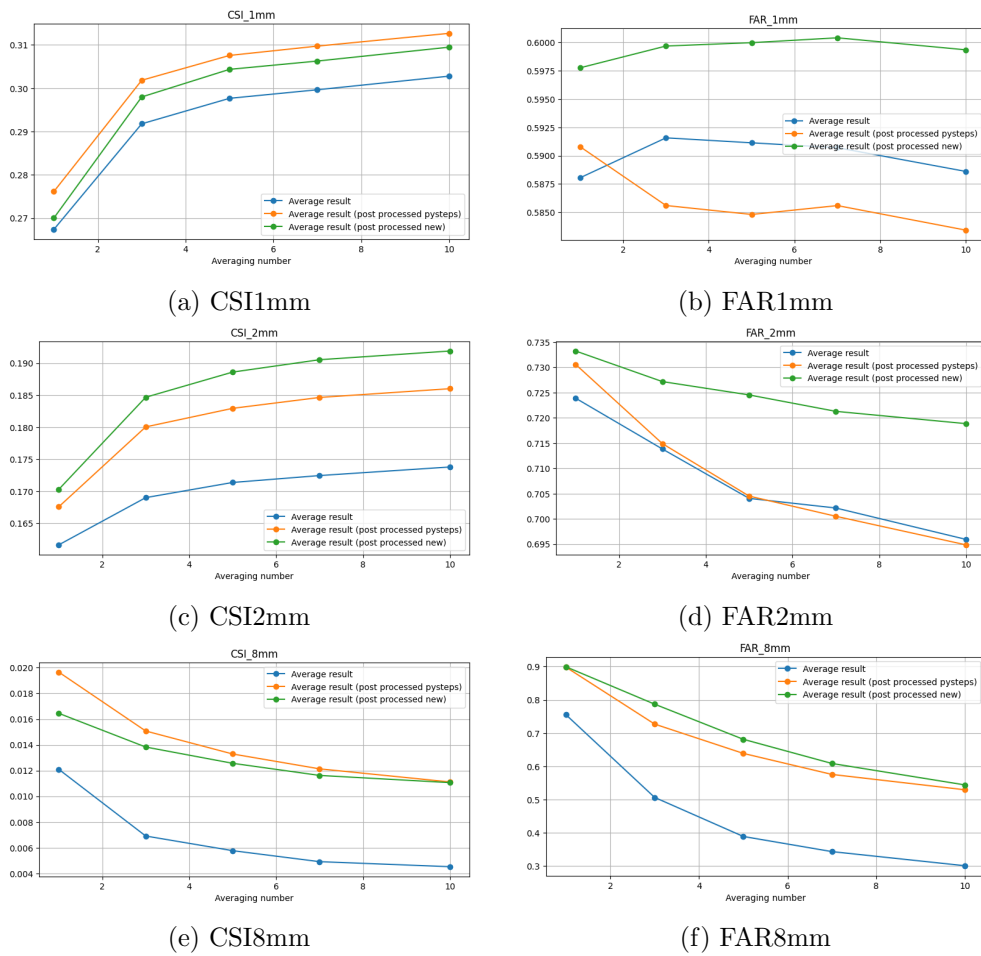 CSI_1mm
0.31
0.30
0.29
0.28
0.27
2 4 6 8 10
Averaging number
Average result
Average result (post processed pysteps)
Average result (post processed new)
(a) CSI1mm
FAR_1mm
0.6000
0.5975
0.5950
0.5925
0.5900
0.5875
0.5850
2 4 6 8 10
Averaging number
Average result
Average result (post processed pysteps)
Average result (post processed new)
(b) FAR1mm
CSI_2mm
0.190
0.185
0.180
0.175
0.170
0.165
2 4 6 8 10
Averaging number
Average result
Average result (post processed pysteps)
Average result (post processed new)
(c) CSI2mm
FAR_2mm
0.735
0.730
0.725
0.720
0.715
0.710
0.705
0.700
0.695
2 4 6 8 10
Averaging number
Average result
Average result (post processed pysteps)
Average result (post processed new)
(d) FAR2mm
CSI_8mm
0.020
0.018
0.016
0.014
0.012
0.010
0.008
0.006
0.004
2 4 6 8 10
Averaging number
Average result
Average result (post processed pysteps)
Average result (post processed new)
(e) CSI8mm
FAR_8mm
0.9
0.8
0.7
0.6
0.5
0.4
0.3
2 4 6 8 10
Averaging number
Average result
Average result (post processed pysteps)
Average result (post processed new)
(f) FAR8mm